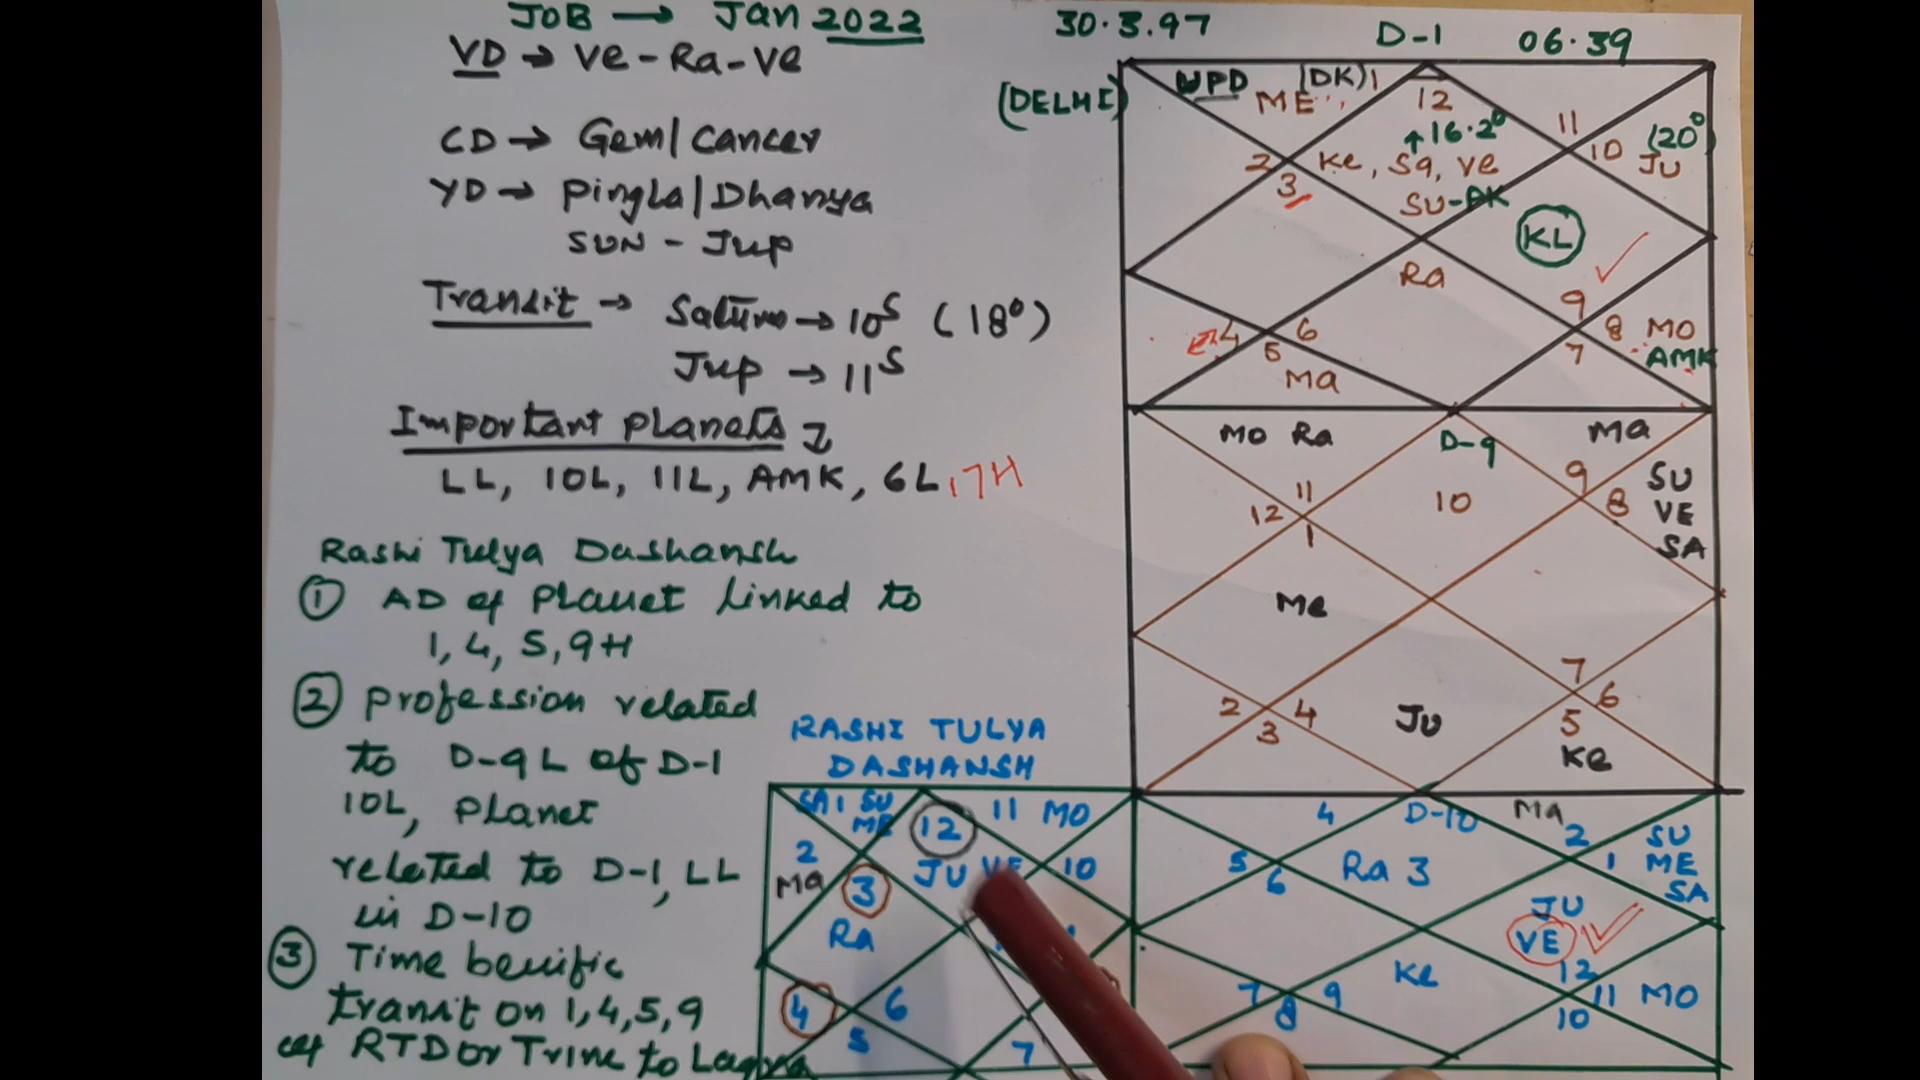 JOB → Jan 2022
VD → Ve - Ra - Ve
CD → Gem/Cancer
YD → Pingla/Dhanya
SUN - Jup
Transit → Saturn → 10S (18°)
Jup → 11S
Important Planets
LL, 10L, 11L, AMK, 6L, 7H
Rashi Tulya Dashansh
① AD of Planet linked to
1, 4, 5, 9H
② Profession related
to D-9 L of D-1
10L, Planet
releted to D-1, LL
in D-10
③ Time benific
transit on 1, 4, 5, 9
of RTD or Trine to Lagna
30.3.97 D-1 06.39
(DELHI)
UPD (DK) 1
ME
12
↑16.2°
11
10 (20°)
JU
2
3
Ke, Sa, Ve
SU-AK
KL
Ra
9
4 6
5
Ma
8 MO
7 AMK
MO Ra D-9 Ma
11
12
1
10
9
8
SU
VE
SA
Me
2 4
3
JU
7
6
5
Ke
RASHI TULYA
DASHANSH
SA 1 SU
ME
12
11 MO
2
Ma
3
JU VE
10
Ra
4 6
5
7
4 D-10 MA
2
5
6
Ra 3
1
SU
ME
SA
JU
VE
Ke
12
7 9
8
11 MO
10